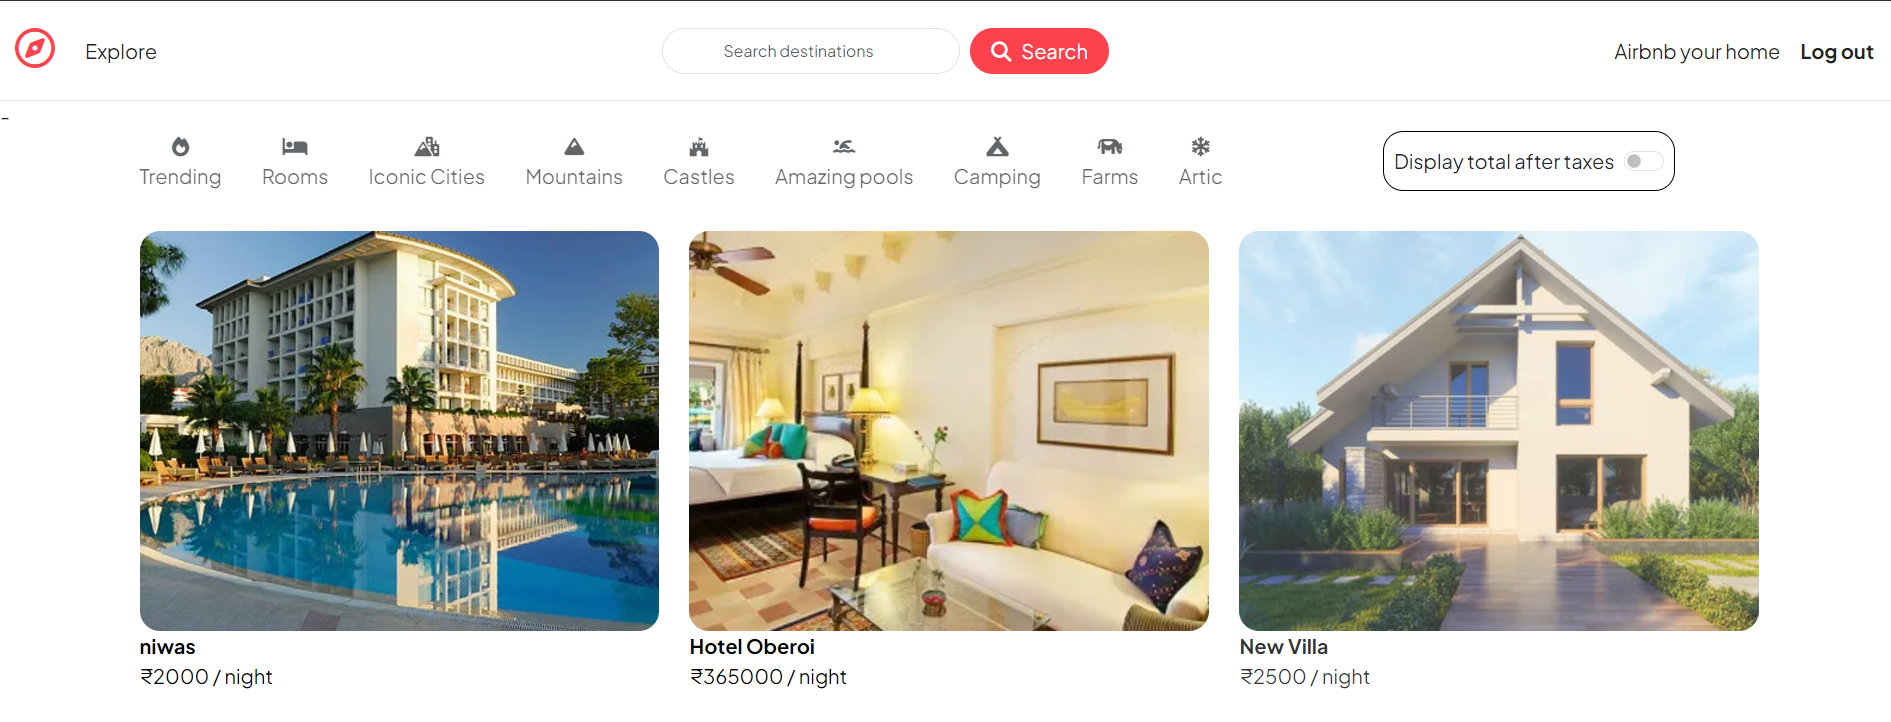 Explore
Search destinations
Search
Airbnb your home
Log out
-
Trending
Rooms
Iconic Cities
Mountains
Castles
Amazing pools
Camping
Farms
Artic
Display total after taxes
niwas
₹2000 / night
Hotel Oberoi
₹365000 / night
New Villa
₹2500 / night